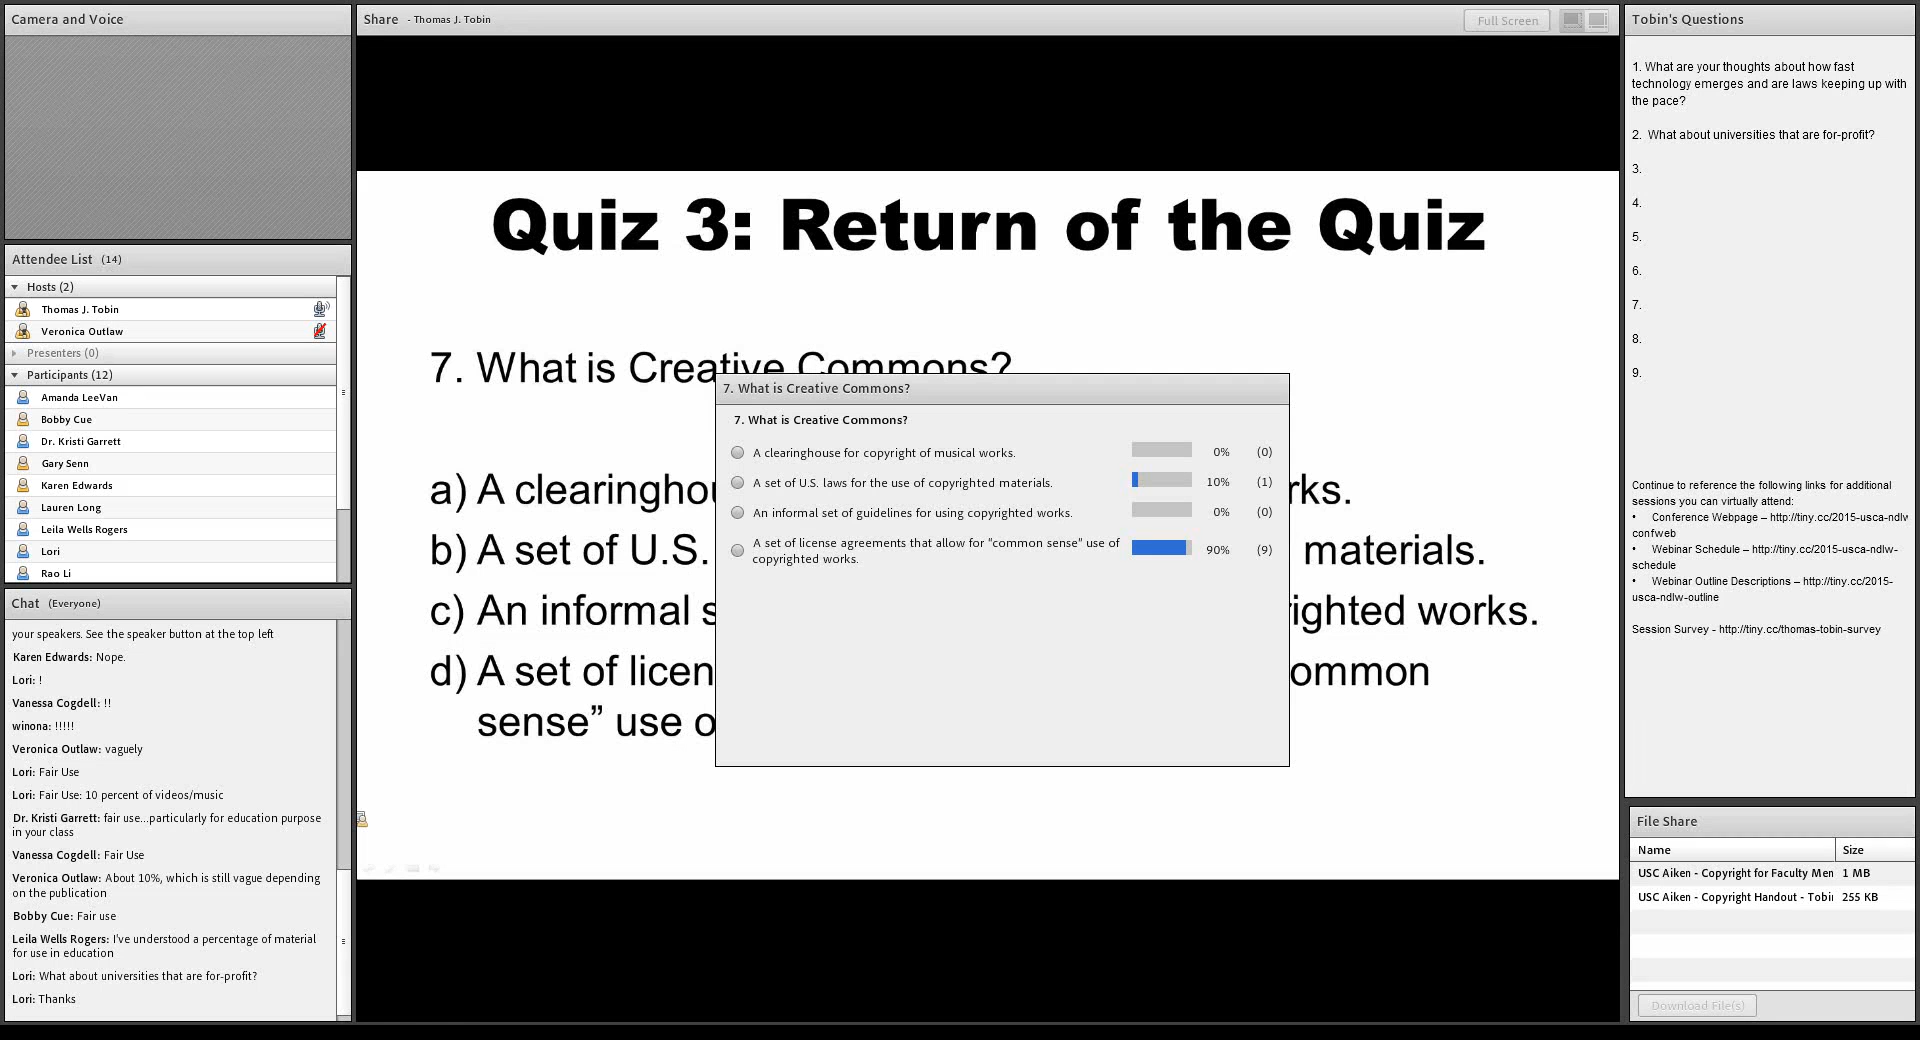 Camera and Voice
Attendee List (14)
Hosts (2)
Thomas J. Tobin
Veronica Outlaw
Presenters (0)
Participants (12)
Amanda LeeVan
Bobby Cue
Dr. Kristi Garrett
Gary Senn
Karen Edwards
Lauren Long
Leila Wells Rogers
Lori
Rao Li
Chat (Everyone)
your speakers. See the speaker button at the top left
Karen Edwards: Nope.
Lori: !
Vanessa Cogdell: !!
winona: !!!!!
Veronica Outlaw: vaguely
Lori: Fair Use
Lori: Fair Use: 10 percent of videos/music
Dr. Kristi Garrett: fair use...particularly for education purpose
in your class
Vanessa Cogdell: Fair Use
Veronica Outlaw: About 10%, which is still vague depending
on the publication
Bobby Cue: Fair use
Leila Wells Rogers: I've understood a percentage of material
for use in education
Lori: What about universities that are for-profit?
Lori: Thanks
Share - Thomas J. Tobin
Full Screen
Quiz 3: Return of the Quiz
7. What is Creative Commons?
a) A clearinghou rks.
b) A set of U.S. materials.
c) An informal s ighted works.
d) A set of licen ommon
sense” use o
7. What is Creative Commons?
7. What is Creative Commons?
A clearinghouse for copyright of musical works. 0% (0)
A set of U.S. laws for the use of copyrighted materials. 10% (1)
An informal set of guidelines for using copyrighted works. 0% (0)
A set of license agreements that allow for "common sense" use of
copyrighted works. 90% (9)
Tobin's Questions
1. What are your thoughts about how fast
technology emerges and are laws keeping up with
the pace?
2. What about universities that are for-profit?
3.
4.
5.
6.
7.
8.
9.
Continue to reference the following links for additional
sessions you can virtually attend:
• Conference Webpage – http://tiny.cc/2015-usca-ndlw
confweb
• Webinar Schedule – http://tiny.cc/2015-usca-ndlw-
schedule
• Webinar Outline Descriptions – http://tiny.cc/2015-
usca-ndlw-outline
Session Survey - http://tiny.cc/thomas-tobin-survey
File Share
Name Size
USC Aiken - Copyright for Faculty Men 1 MB
USC Aiken - Copyright Handout - Tobi 255 KB
Download File(s)